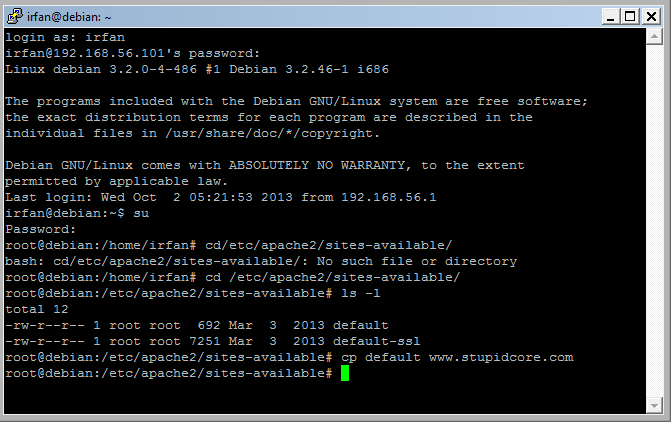 irfan@debian: ~
login as: irfan
irfan@192.168.56.101's password:
Linux debian 3.2.0-4-486 #1 Debian 3.2.46-1 i686
The programs included with the Debian GNU/Linux system are free software;
the exact distribution terms for each program are described in the
individual files in /usr/share/doc/*/copyright.
Debian GNU/Linux comes with ABSOLUTELY NO WARRANTY, to the extent
permitted by applicable law.
Last login: Wed Oct  2 05:21:53 2013 from 192.168.56.1
irfan@debian:~$ su
Password:
root@debian:/home/irfan# cd/etc/apache2/sites-available/
bash: cd/etc/apache2/sites-available/: No such file or directory
root@debian:/home/irfan# cd /etc/apache2/sites-available/
root@debian:/etc/apache2/sites-available# ls -l
total 12
-rw-r--r-- 1 root root  692 Mar  3  2013 default
-rw-r--r-- 1 root root 7251 Mar  3  2013 default-ssl
root@debian:/etc/apache2/sites-available# cp default www.stupidcore.com
root@debian:/etc/apache2/sites-available#